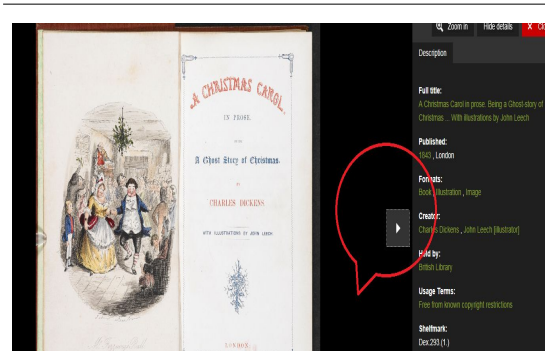 A CHRISTMAS CAROL.
IN PROSE.
A Ghost Story of Christmas.
BY
CHARLES DICKENS
WITH ILLUSTRATIONS BY JOHN LEECH
LONDON:
Zoom in Hide details X Clo
Description
Full title:
A Christmas Carol in prose. Being a Ghost-story of
Christmas ... With illustrations by John Leech
Published:
1843 , London
Formats:
Book , Illustration , Image
Creator:
Charles Dickens , John Leech [illustrator]
Held by:
British Library
Usage Terms:
Free from known copyright restrictions
Shelfmark:
Dex.293.(1.)